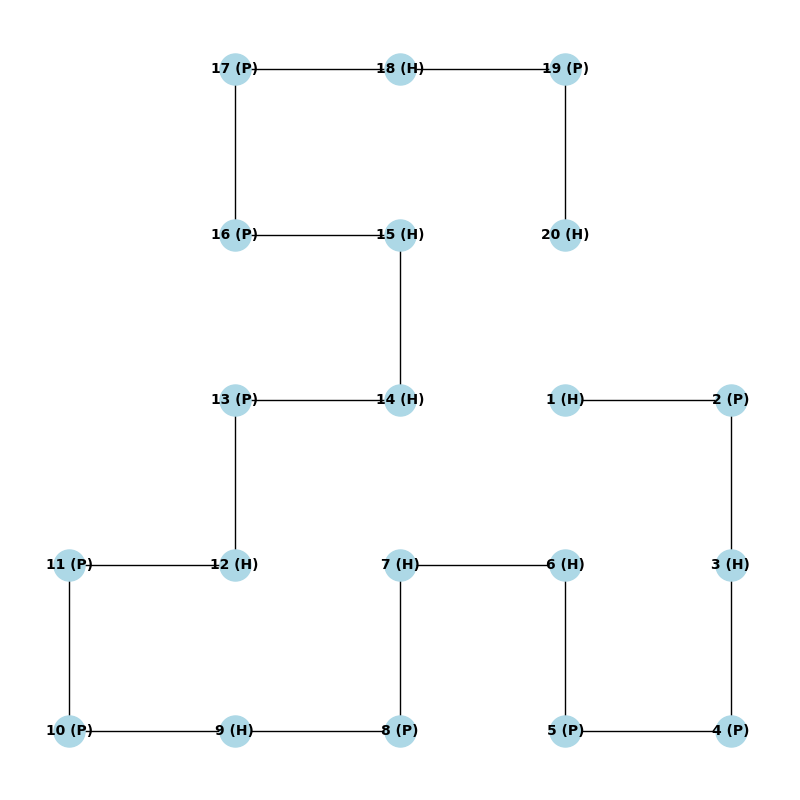 17 (P) 18 (H) 19 (P)
16 (P) 15 (H) 20 (H)
13 (P) 14 (H) 1 (H) 2 (P)
11 (P) 12 (H) 7 (H) 6 (H) 3 (H)
10 (P) 9 (H) 8 (P) 5 (P) 4 (P)